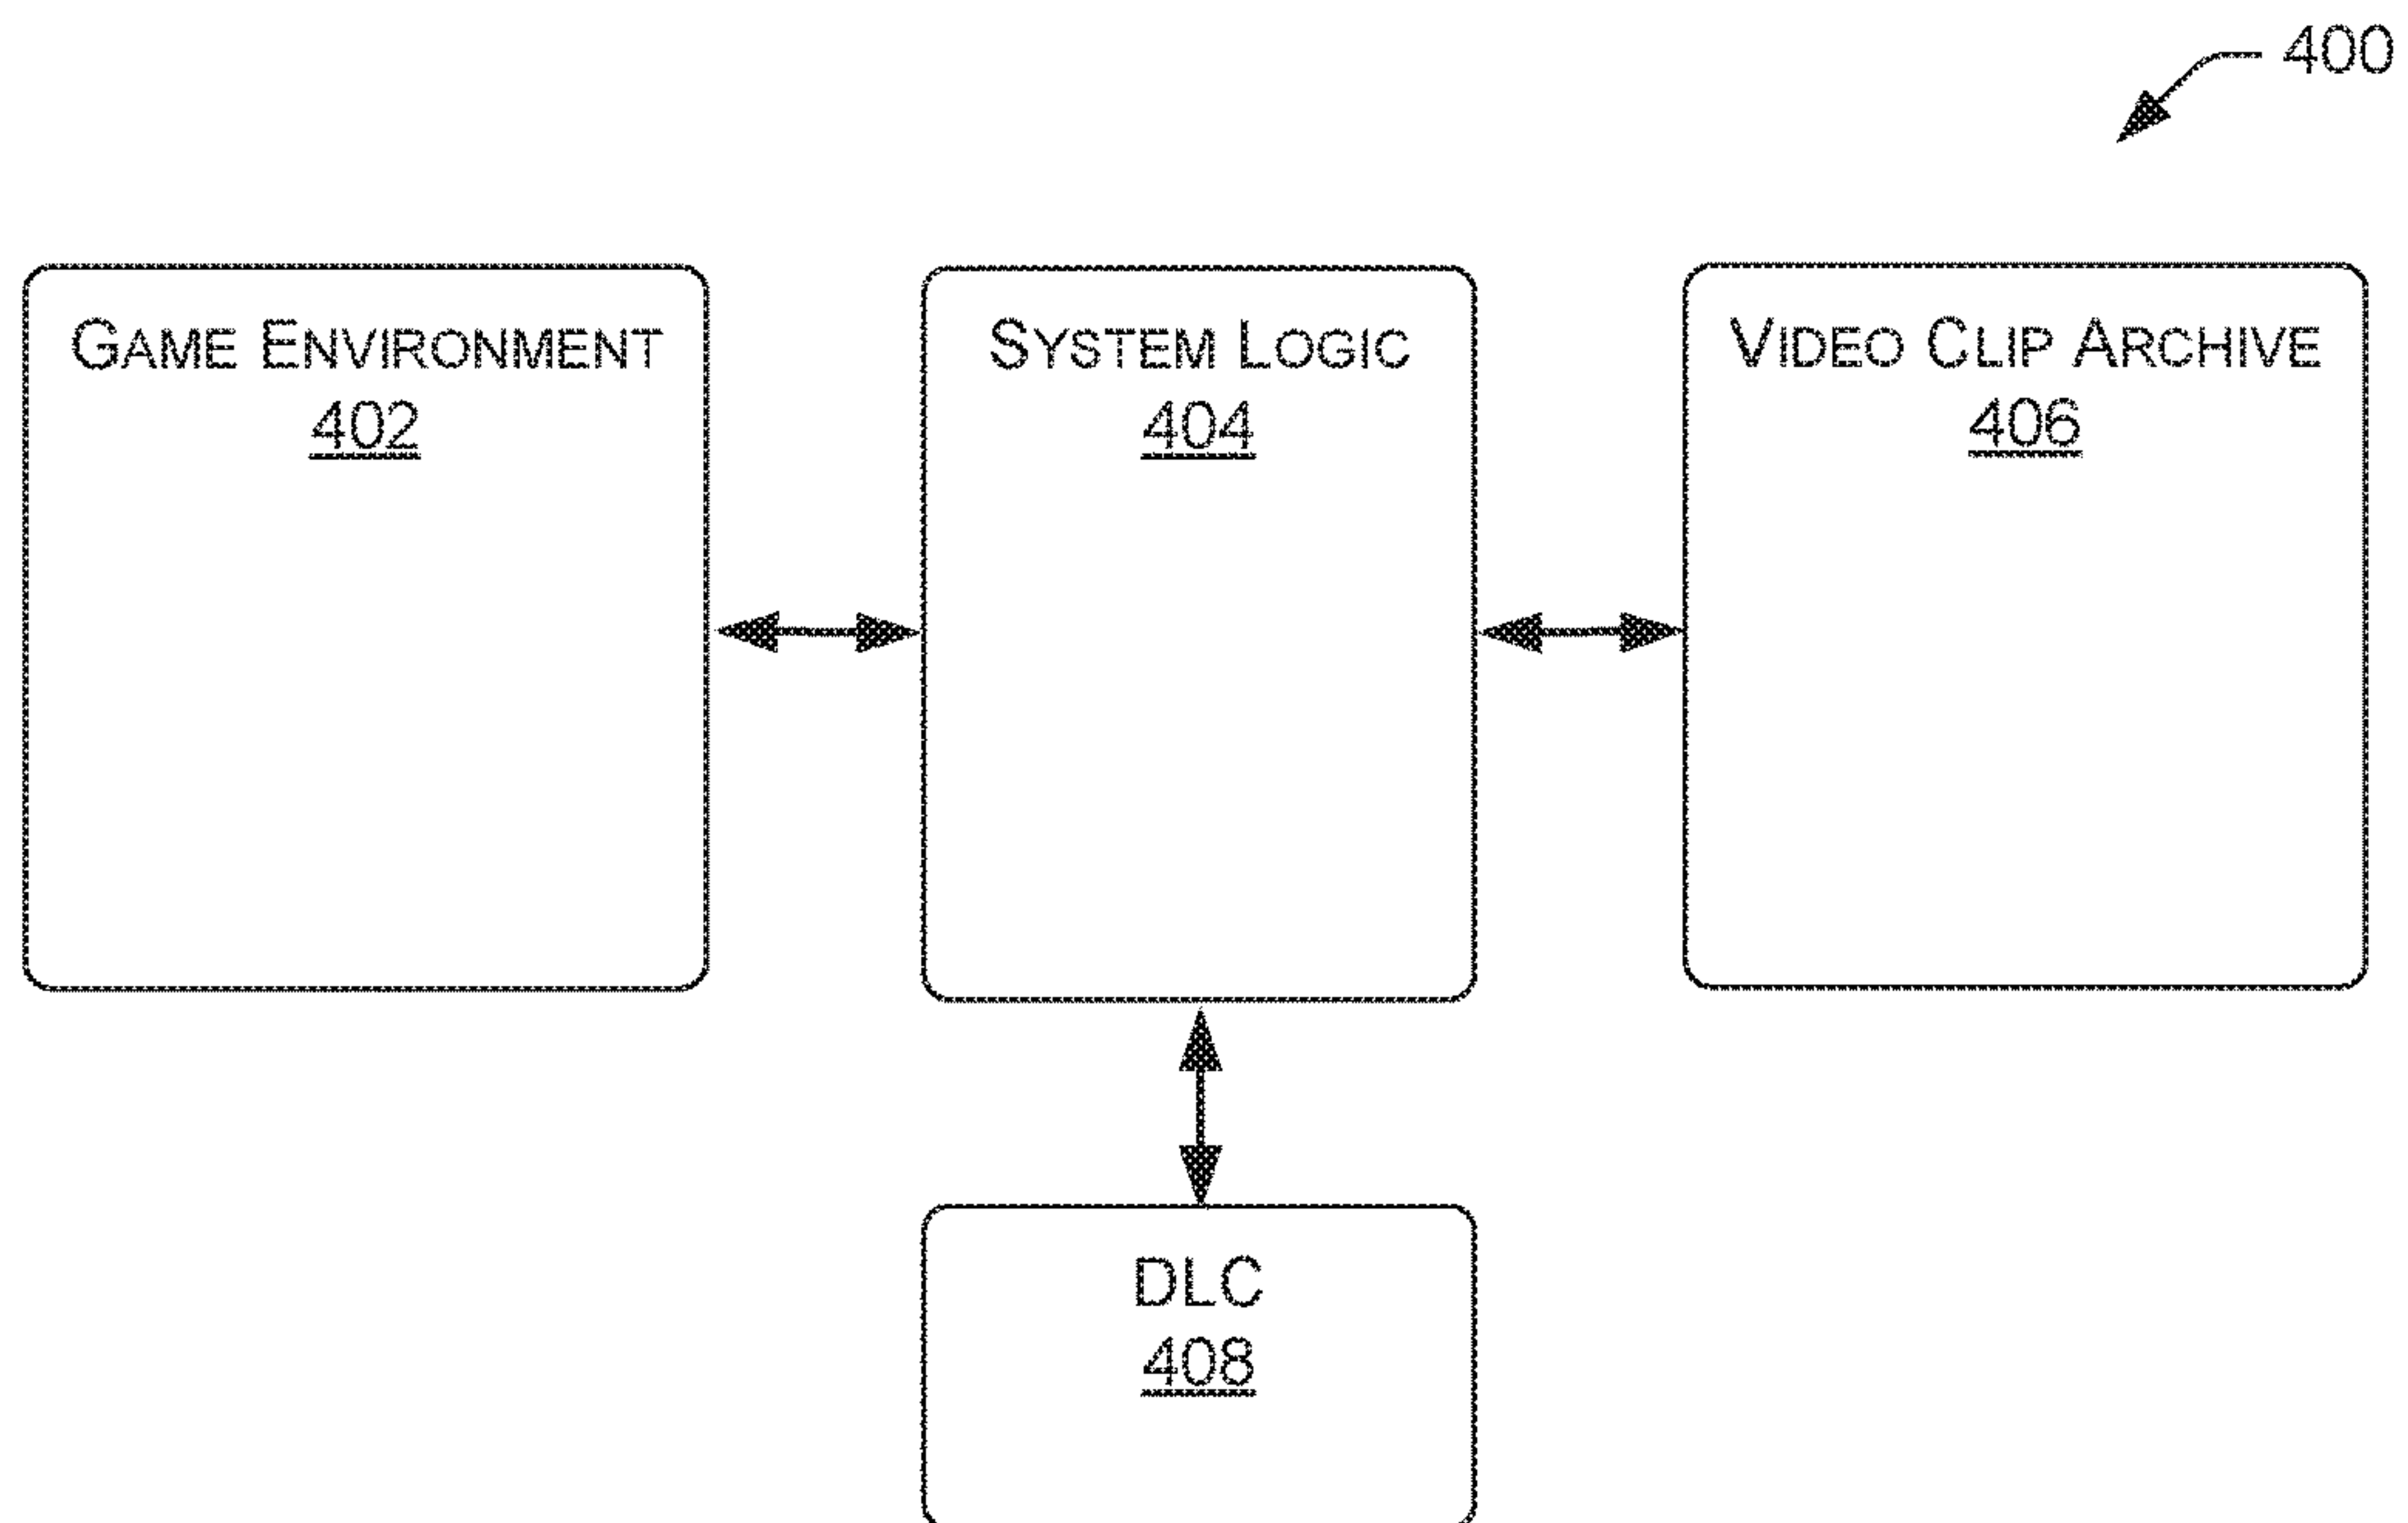 400
GAME ENVIRONMENT
402
SYSTEM LOGIC
404
VIDEO CLIP ARCHIVE
406
DLC
408